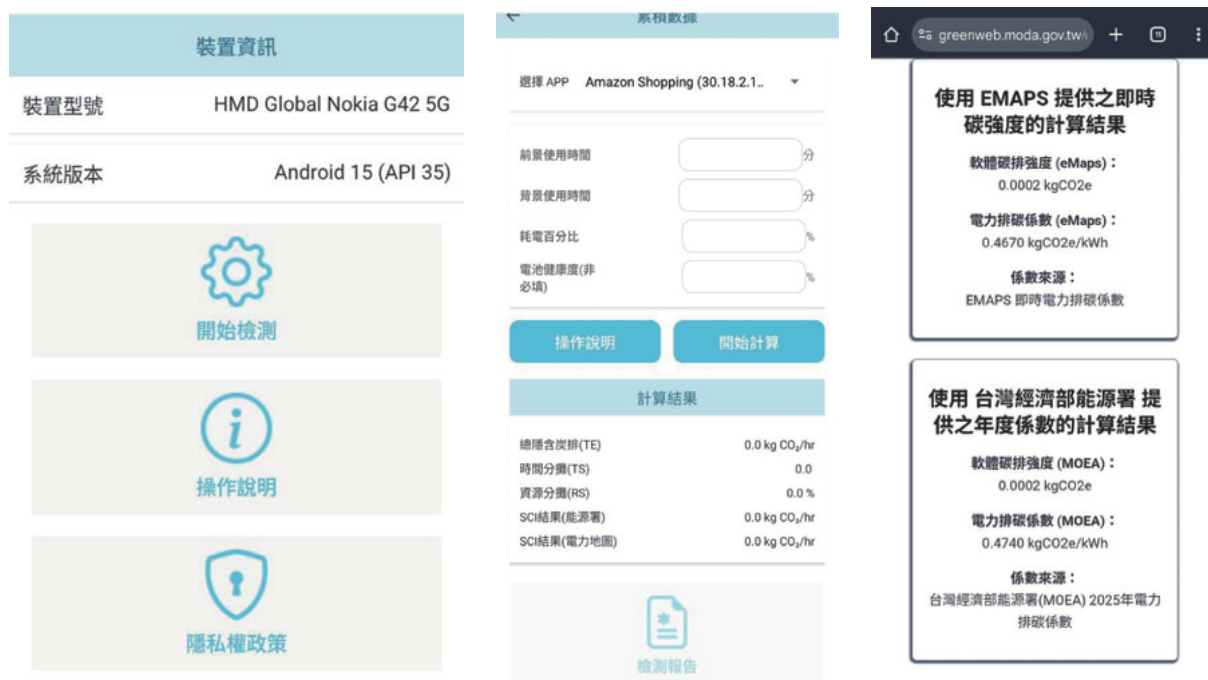 裝置資訊
裝置型號 HMD Global Nokia G42 5G
系統版本 Android 15 (API 35)
開始檢測
操作說明
隱私權政策
累積數據
選擇 APP Amazon Shopping (30.18.2.1..
前景使用時間 分
背景使用時間 分
耗電百分比 %
電池健康度(非
必填) %
操作說明 開始計算
計算結果
總隱含炭排(TE) 0.0 kg CO₂/hr
時間分攤(TS) 0.0
資源分攤(RS) 0.0 %
SCI結果(能源署) 0.0 kg CO₂/hr
SCI結果(電力地圖) 0.0 kg CO₂/hr
檢測報告
greenweb.moda.gov.tw/
使用 EMAPS 提供之即時
碳強度的計算結果
軟體碳排強度 (eMaps)：
0.0002 kgCO2e
電力排碳係數 (eMaps)：
0.4670 kgCO2e/kWh
係數來源：
EMAPS 即時電力排碳係數
使用 台灣經濟部能源署 提
供之年度係數的計算結果
軟體碳排強度 (MOEA)：
0.0002 kgCO2e
電力排碳係數 (MOEA)：
0.4740 kgCO2e/kWh
係數來源：
台灣經濟部能源署(MOEA) 2025年電力
排碳係數